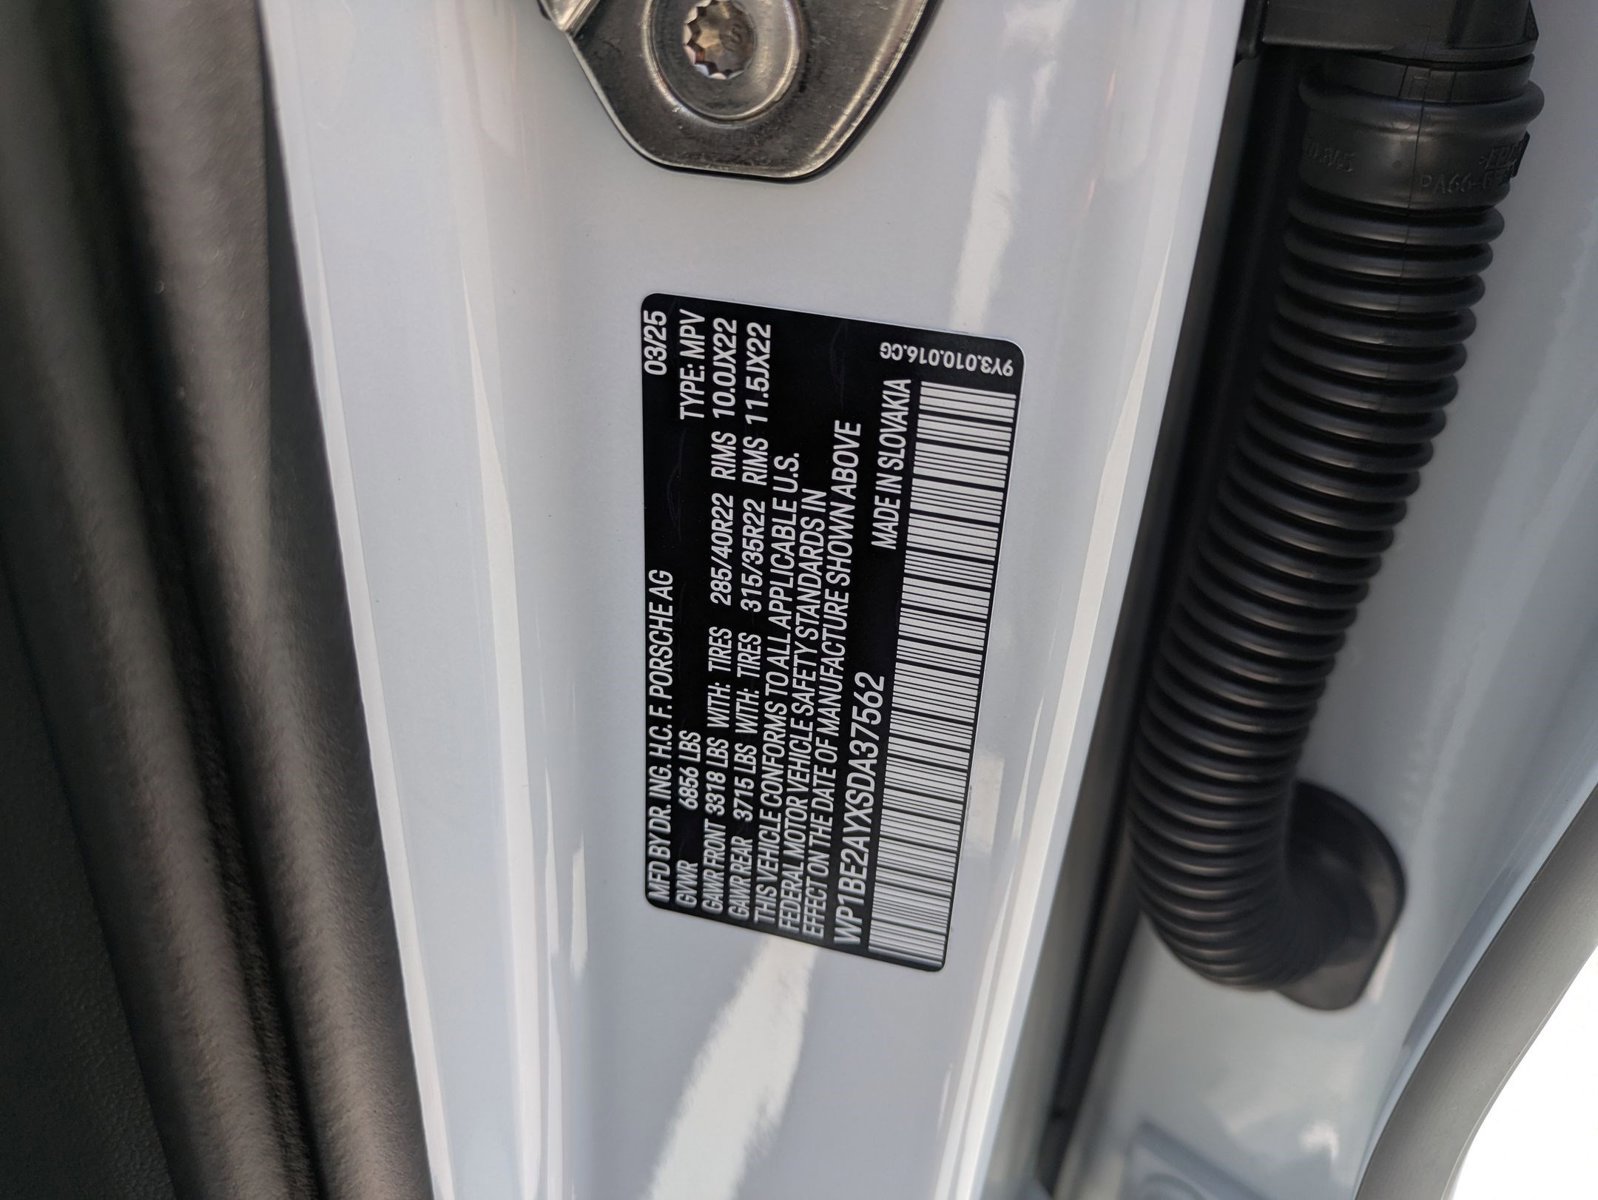 MFD BY DR. ING. H.C. F. PORSCHE AG 03/25
GVWR 6856 LBS TYPE: MPV
GAWR FRONT 3318 LBS WITH: TIRES 285/40R22 RIMS 10.0JX22
GAWR REAR 3715 LBS WITH: TIRES 315/35R22 RIMS 11.5JX22
THIS VEHICLE CONFORMS TO ALL APPLICABLE U.S.
FEDERAL MOTOR VEHICLE SAFETY STANDARDS IN
EFFECT ON THE DATE OF MANUFACTURE SHOWN ABOVE
WP1BE2AYXSDA37562 MADE IN SLOVAKIA
9Y3.010.016.CG